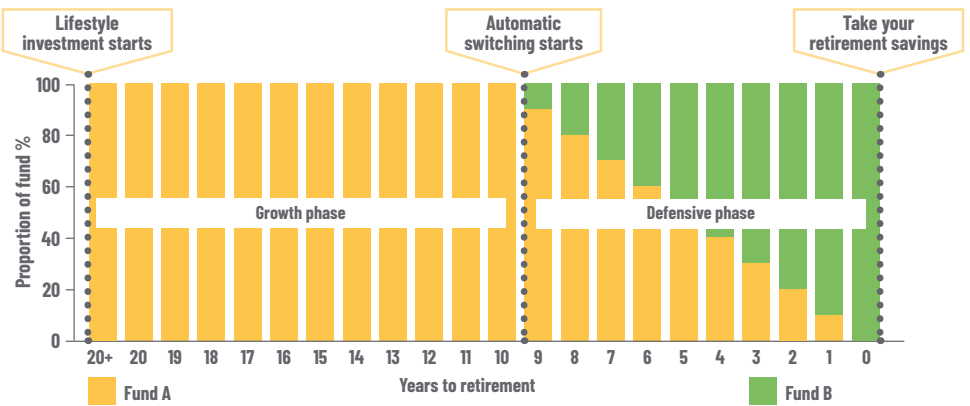 Lifestyle
investment starts
Automatic
switching starts
Take your
retirement savings
Proportion of fund %
100
80
60
40
20
0
Growth phase
Defensive phase
20+ 20 19 18 17 16 15 14 13 12 11 10 9 8 7 6 5 4 3 2 1 0
Years to retirement
Fund A
Fund B